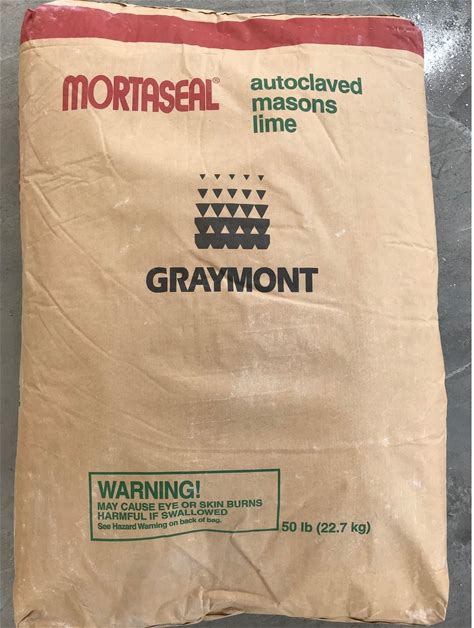 MORTASEAL®
autoclaved
masons
lime
GRAYMONT
WARNING!
MAY CAUSE EYE OR SKIN BURNS
HARMFUL IF SWALLOWED
See Hazard Warning on back of bag.
50 lb (22.7 kg)